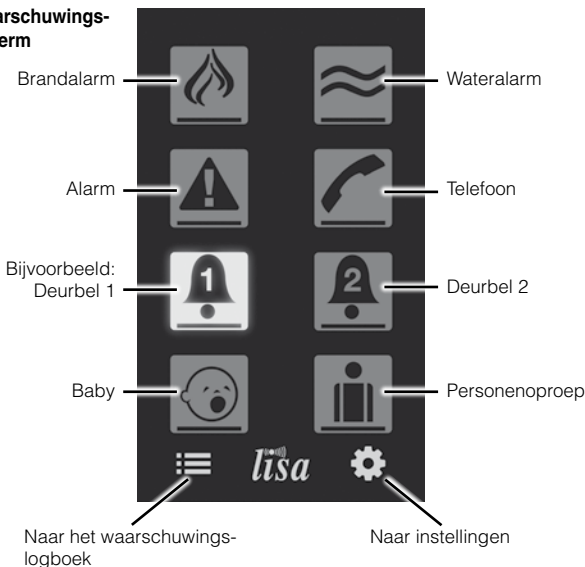 arschuwings-
erm
Brandalarm
Wateralarm
Alarm
Telefoon
Bijvoorbeeld:
Deurbel 1
1
2
Deurbel 2
Baby
Personenoproep
lisa
Naar het waarschuwings-
logboek
Naar instellingen